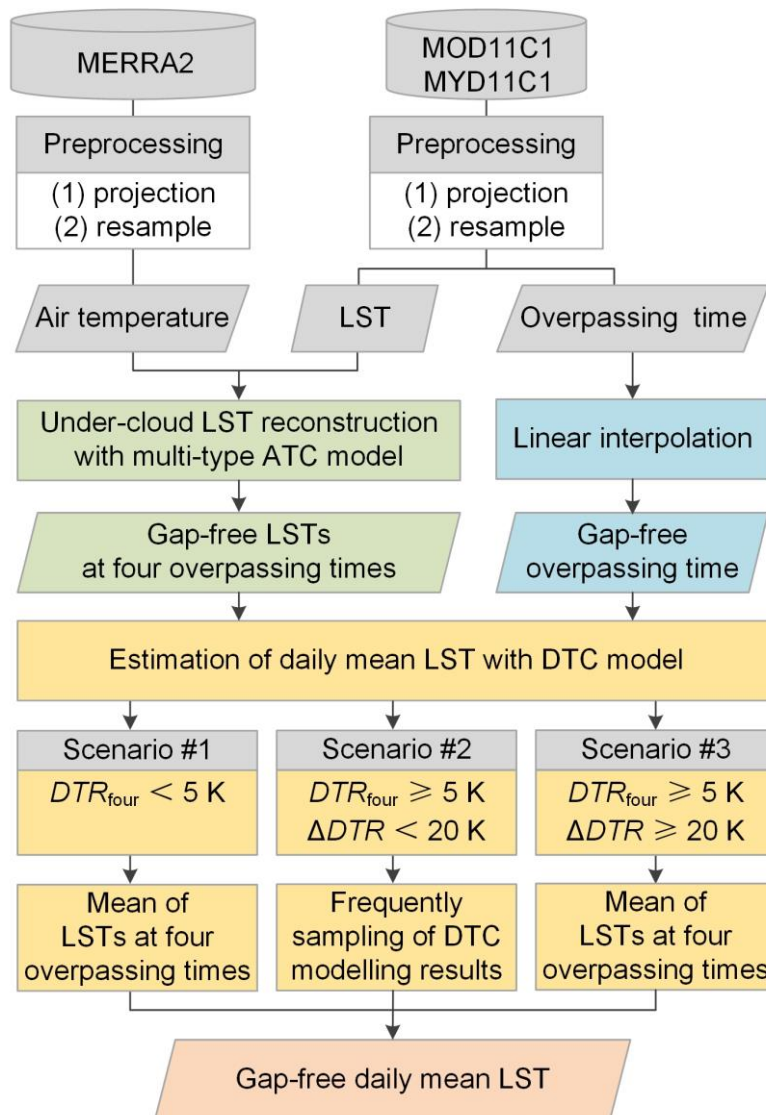 MERRA2
MOD11C1
MYD11C1
Preprocessing
(1) projection
(2) resample
Preprocessing
(1) projection
(2) resample
Air temperature
LST
Overpassing time
Under-cloud LST reconstruction
with multi-type ATC model
Linear interpolation
Gap-free LSTs
at four overpassing times
Gap-free
overpassing time
Estimation of daily mean LST with DTC model
Scenario #1
DTRfour < 5 K
Scenario #2
DTRfour ⩾ 5 K
ΔDTR < 20 K
Scenario #3
DTRfour ⩾ 5 K
ΔDTR ⩾ 20 K
Mean of
LSTs at four
overpassing times
Frequently
sampling of DTC
modelling results
Mean of
LSTs at four
overpassing times
Gap-free daily mean LST